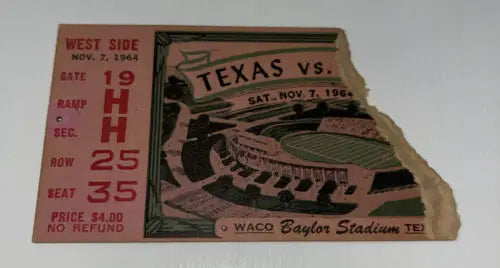 WEST SIDE
NOV. 7, 1964
GATE 19
RAMP H
SEC. H
ROW 25
SEAT 35
PRICE $4.00
NO REFUND
TEXAS VS.
SAT., NOV. 7, 1964
WACO Baylor Stadium TEX